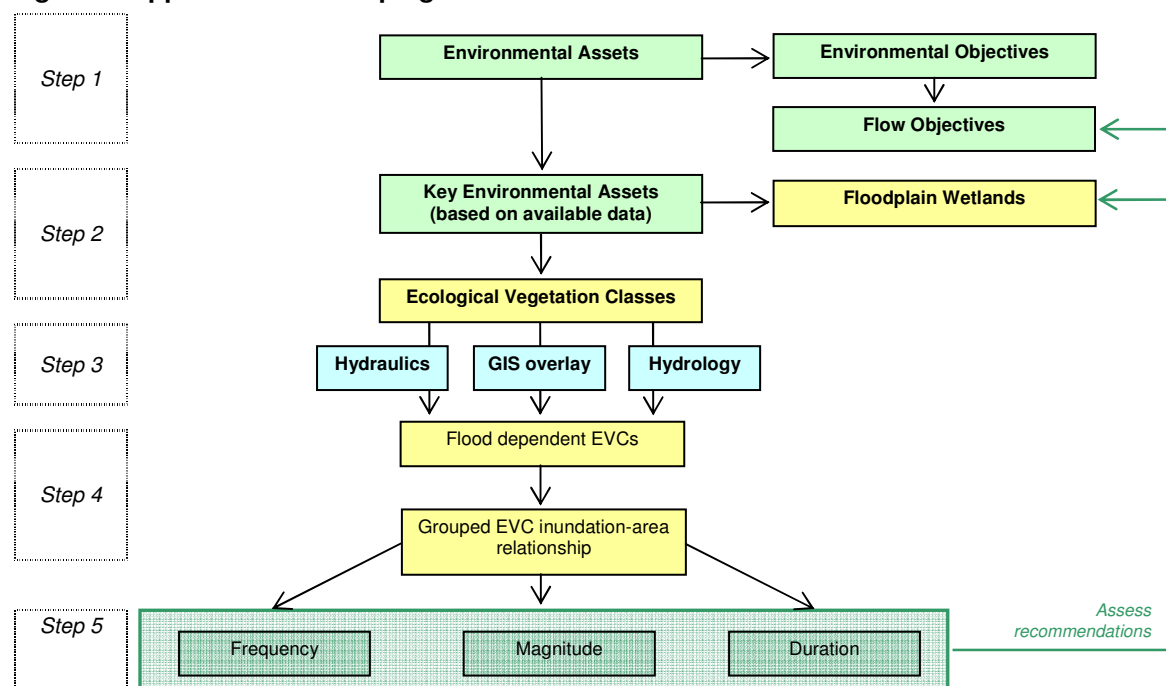 Step 1
Environmental Assets
Environmental Objectives
Flow Objectives
Step 2
Key Environmental Assets
(based on available data)
Floodplain Wetlands
Ecological Vegetation Classes
Step 3
Hydraulics
GIS overlay
Hydrology
Flood dependent EVCs
Step 4
Grouped EVC inundation-area
relationship
Step 5
Frequency
Magnitude
Duration
Assess
recommendations